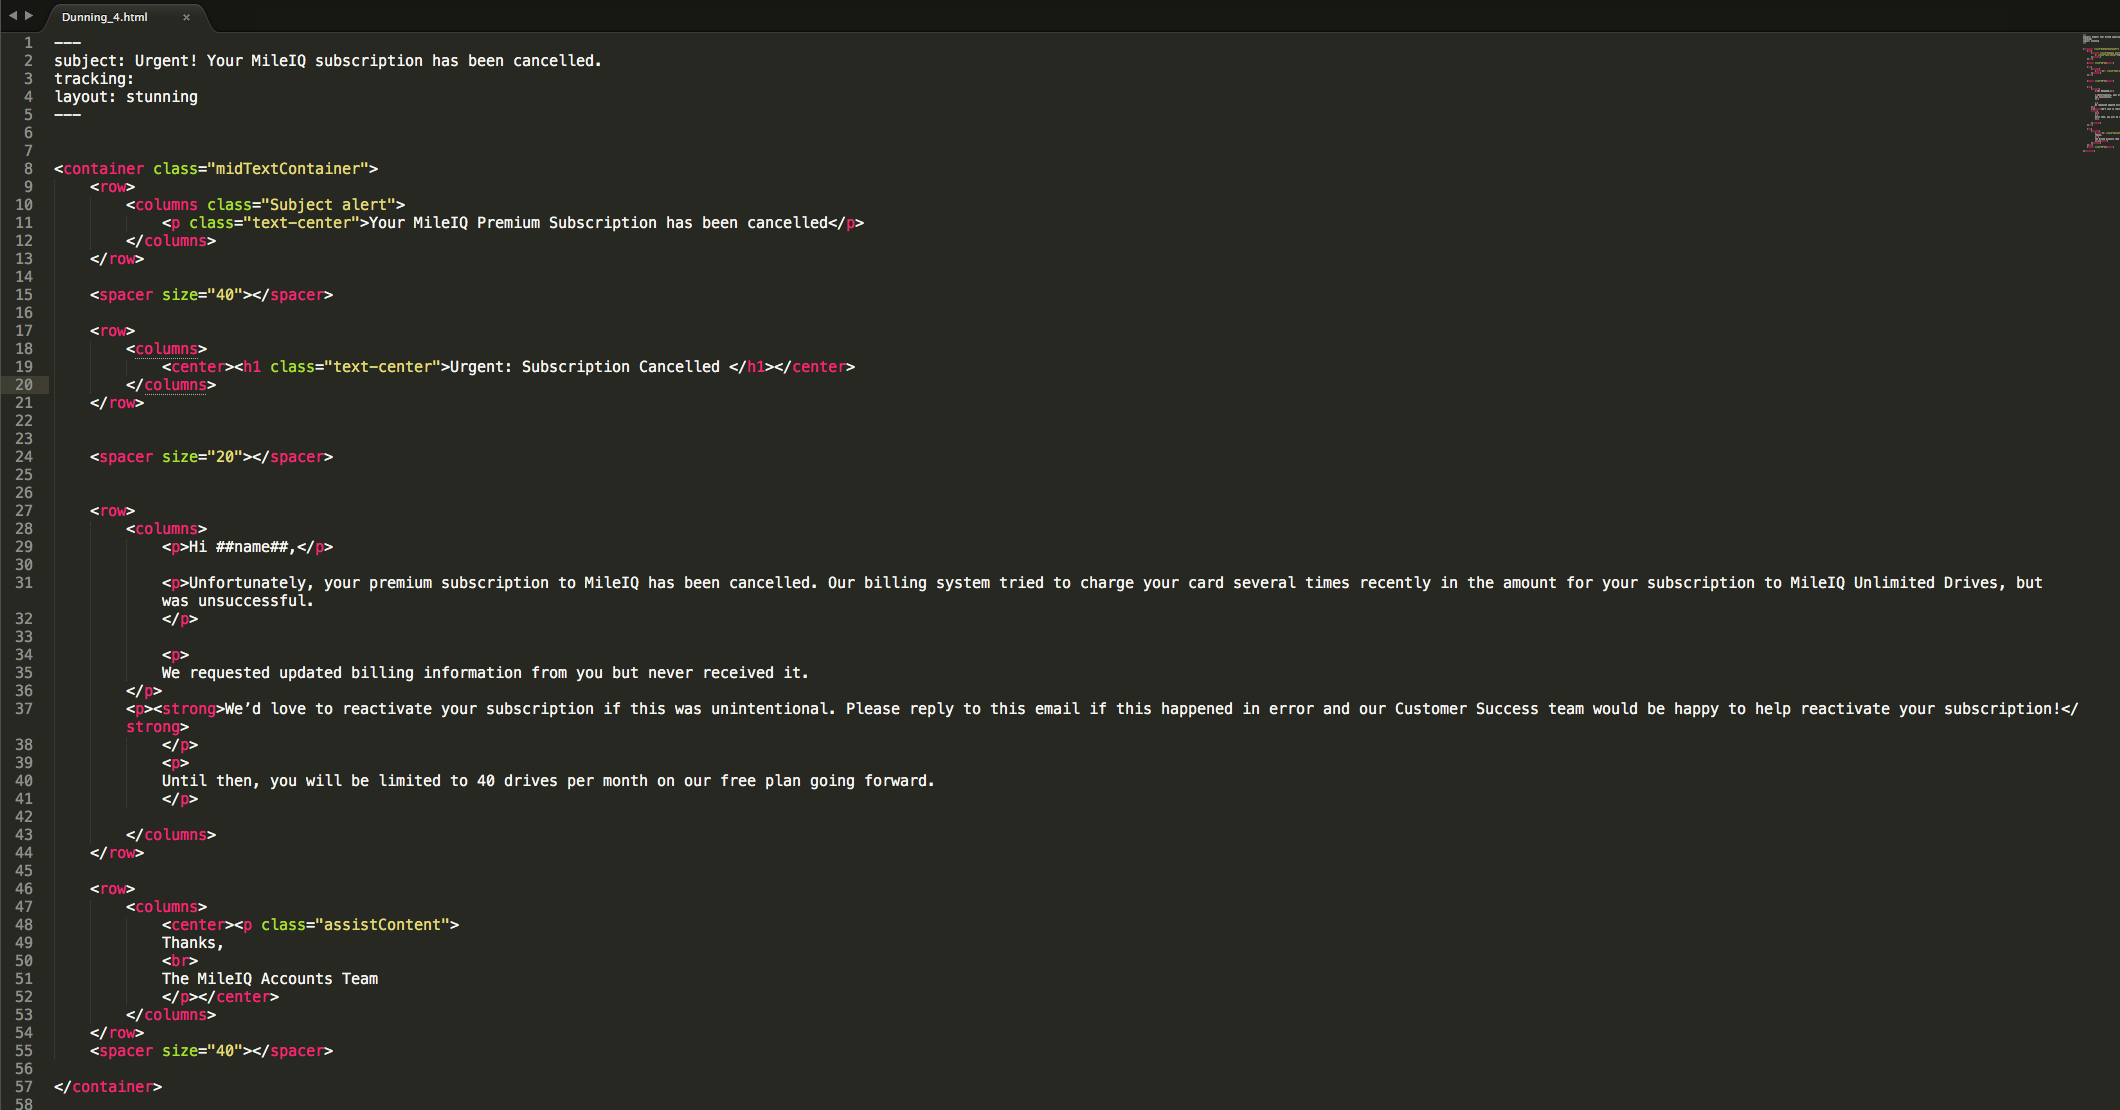 Dunning_4.html ×
1 ---
2 subject: Urgent! Your MileIQ subscription has been cancelled.
3 tracking:
4 layout: stunning
5 ---
6
7
8 <container class="midTextContainer">
9 <row>
10 <columns class="Subject alert">
11 <p class="text-center">Your MileIQ Premium Subscription has been cancelled</p>
12 </columns>
13 </row>
14
15 <spacer size="40"></spacer>
16
17 <row>
18 <columns>
19 <center><h1 class="text-center">Urgent: Subscription Cancelled </h1></center>
20 </columns>
21 </row>
22
23
24 <spacer size="20"></spacer>
25
26
27 <row>
28 <columns>
29 <p>Hi ##name##,</p>
30
31 <p>Unfortunately, your premium subscription to MileIQ has been cancelled. Our billing system tried to charge your card several times recently in the amount for your subscription to MileIQ Unlimited Drives, but
was unsuccessful.
32 </p>
33
34 <p>
35 We requested updated billing information from you but never received it.
36 </p>
37 <p><strong>We’d love to reactivate your subscription if this was unintentional. Please reply to this email if this happened in error and our Customer Success team would be happy to help reactivate your subscription!</
strong>
38 </p>
39 <p>
40 Until then, you will be limited to 40 drives per month on our free plan going forward.
41 </p>
42
43 </columns>
44 </row>
45
46 <row>
47 <columns>
48 <center><p class="assistContent">
49 Thanks,
50 <br>
51 The MileIQ Accounts Team
52 </p></center>
53 </columns>
54 </row>
55 <spacer size="40"></spacer>
56
57 </container>
58